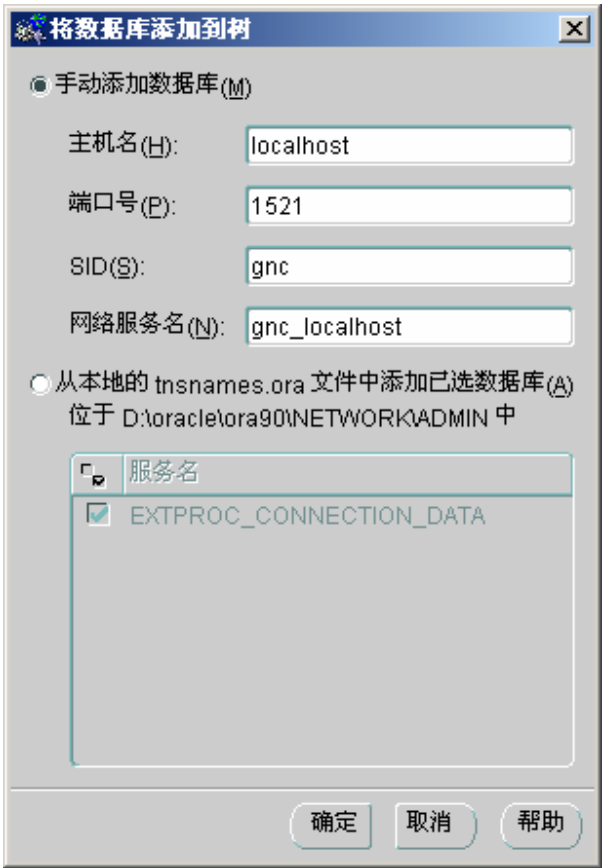 将数据库添加到树
手动添加数据库(M)
主机名(H): localhost
端口号(P): 1521
SID(S): gnc
网络服务名(N): gnc_localhost
从本地的 tnsnames.ora 文件中添加已选数据库(A)
位于 D:\oracle\ora90\NETWORK\ADMIN 中
服务名
EXTPROC_CONNECTION_DATA
确定 取消 帮助